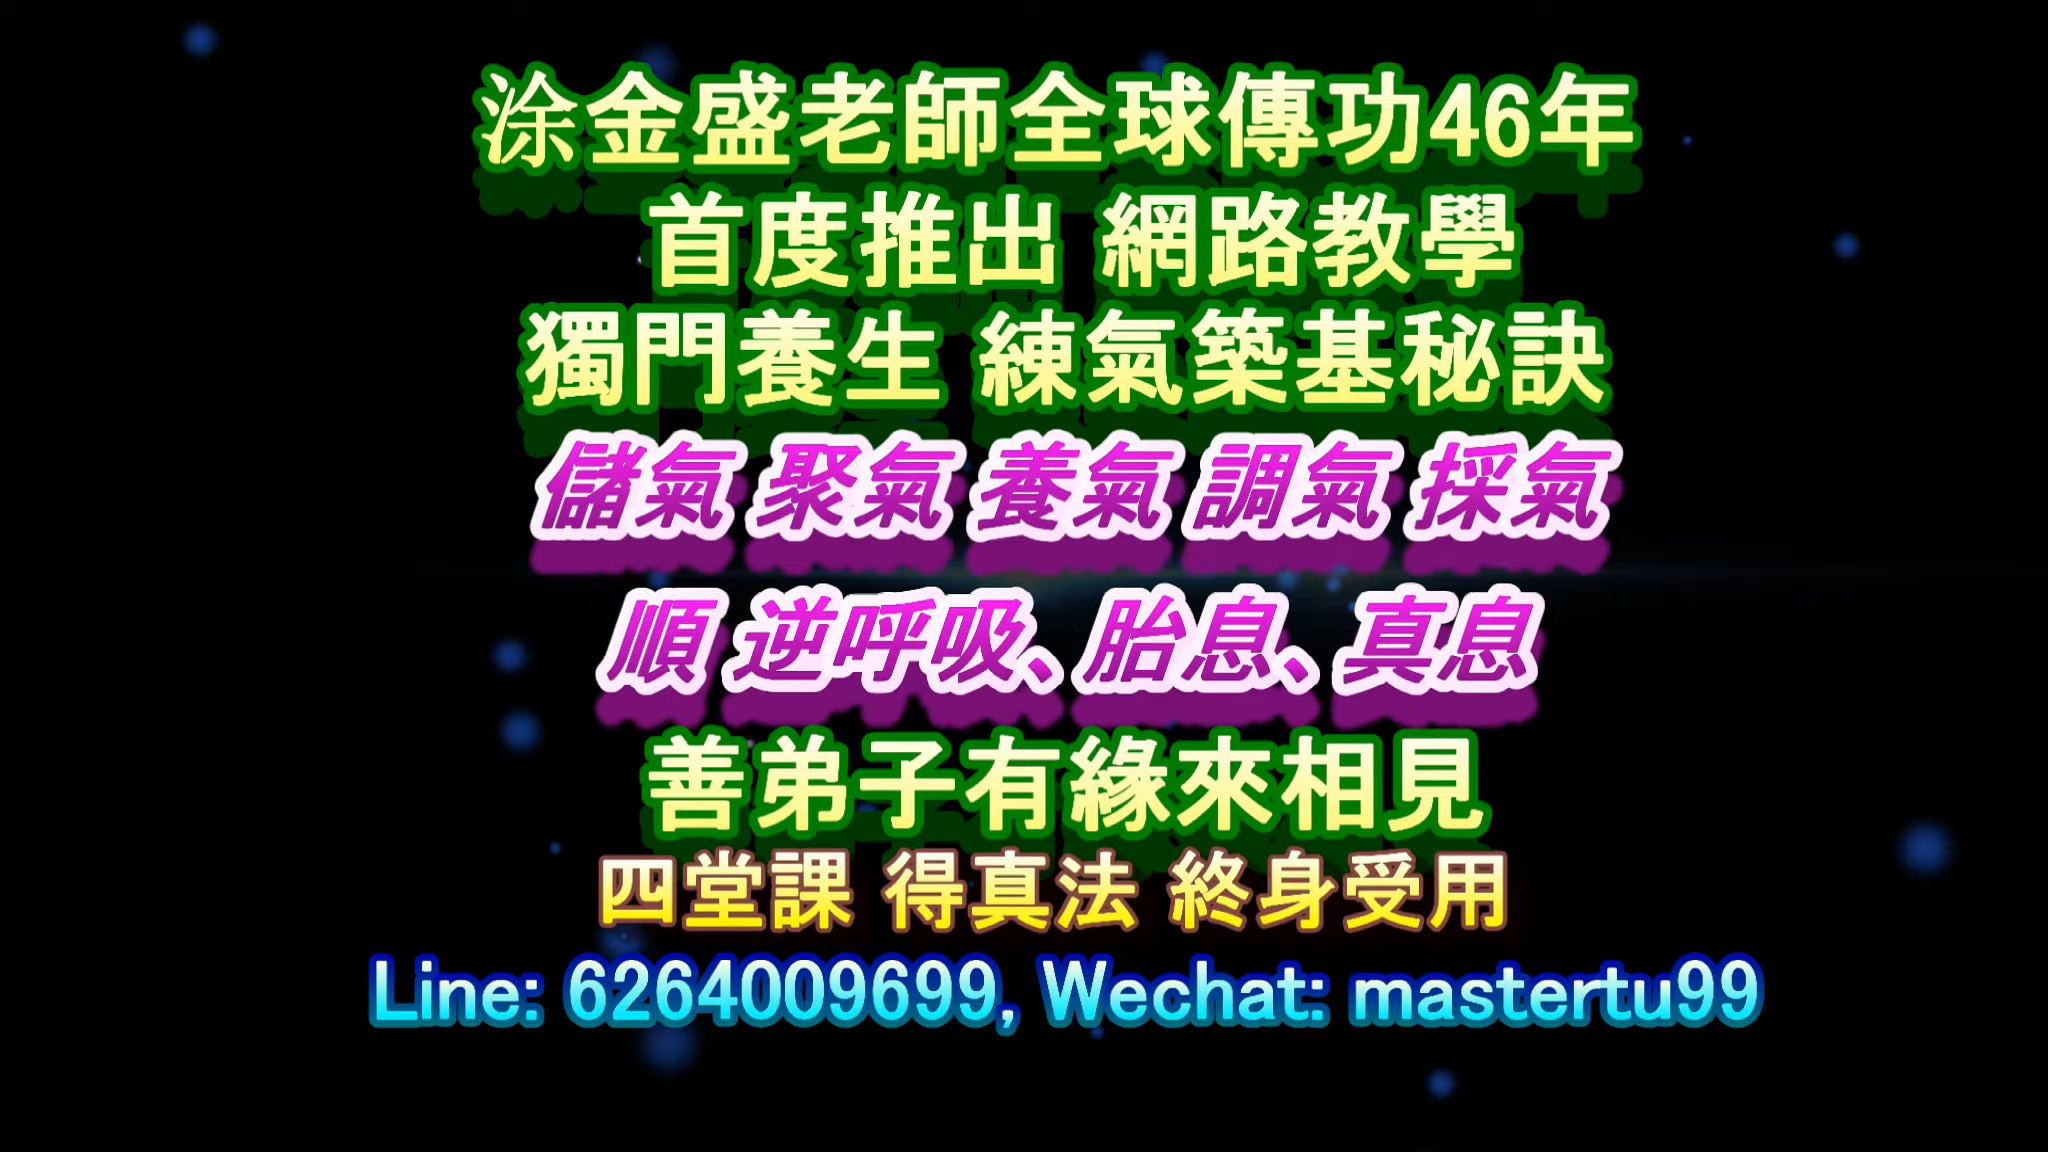 涂金盛老師全球傳功46年
首度推出 網路教學
獨門養生 練氣築基秘訣
儲氣 聚氣 養氣 調氣 採氣
順 逆呼吸、胎息、真息
善弟子有緣來相見
四堂課 得真法 終身受用
Line: 6264009699, Wechat: mastertu99